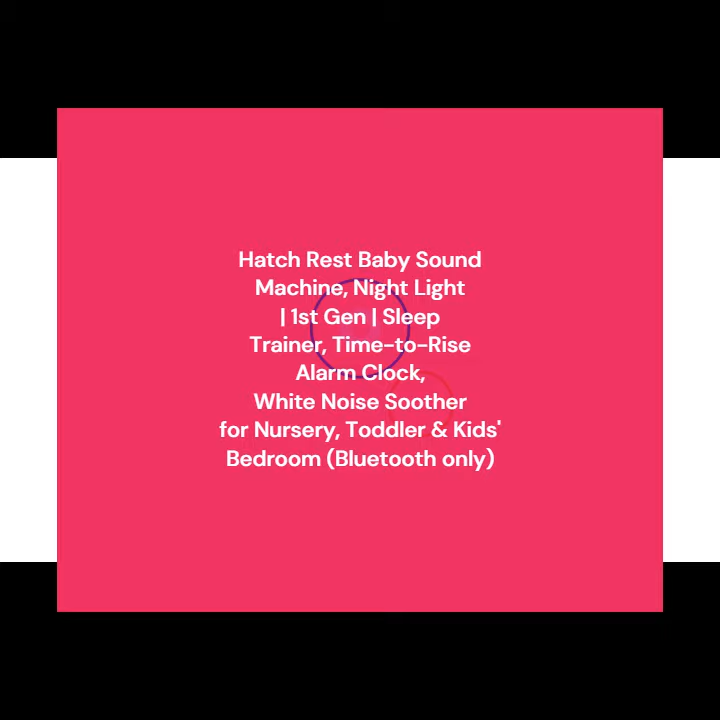 Hatch Rest Baby Sound
Machine, Night Light
| 1st Gen | Sleep
Trainer, Time-to-Rise
Alarm Clock,
White Noise Soother
for Nursery, Toddler & Kids'
Bedroom (Bluetooth only)